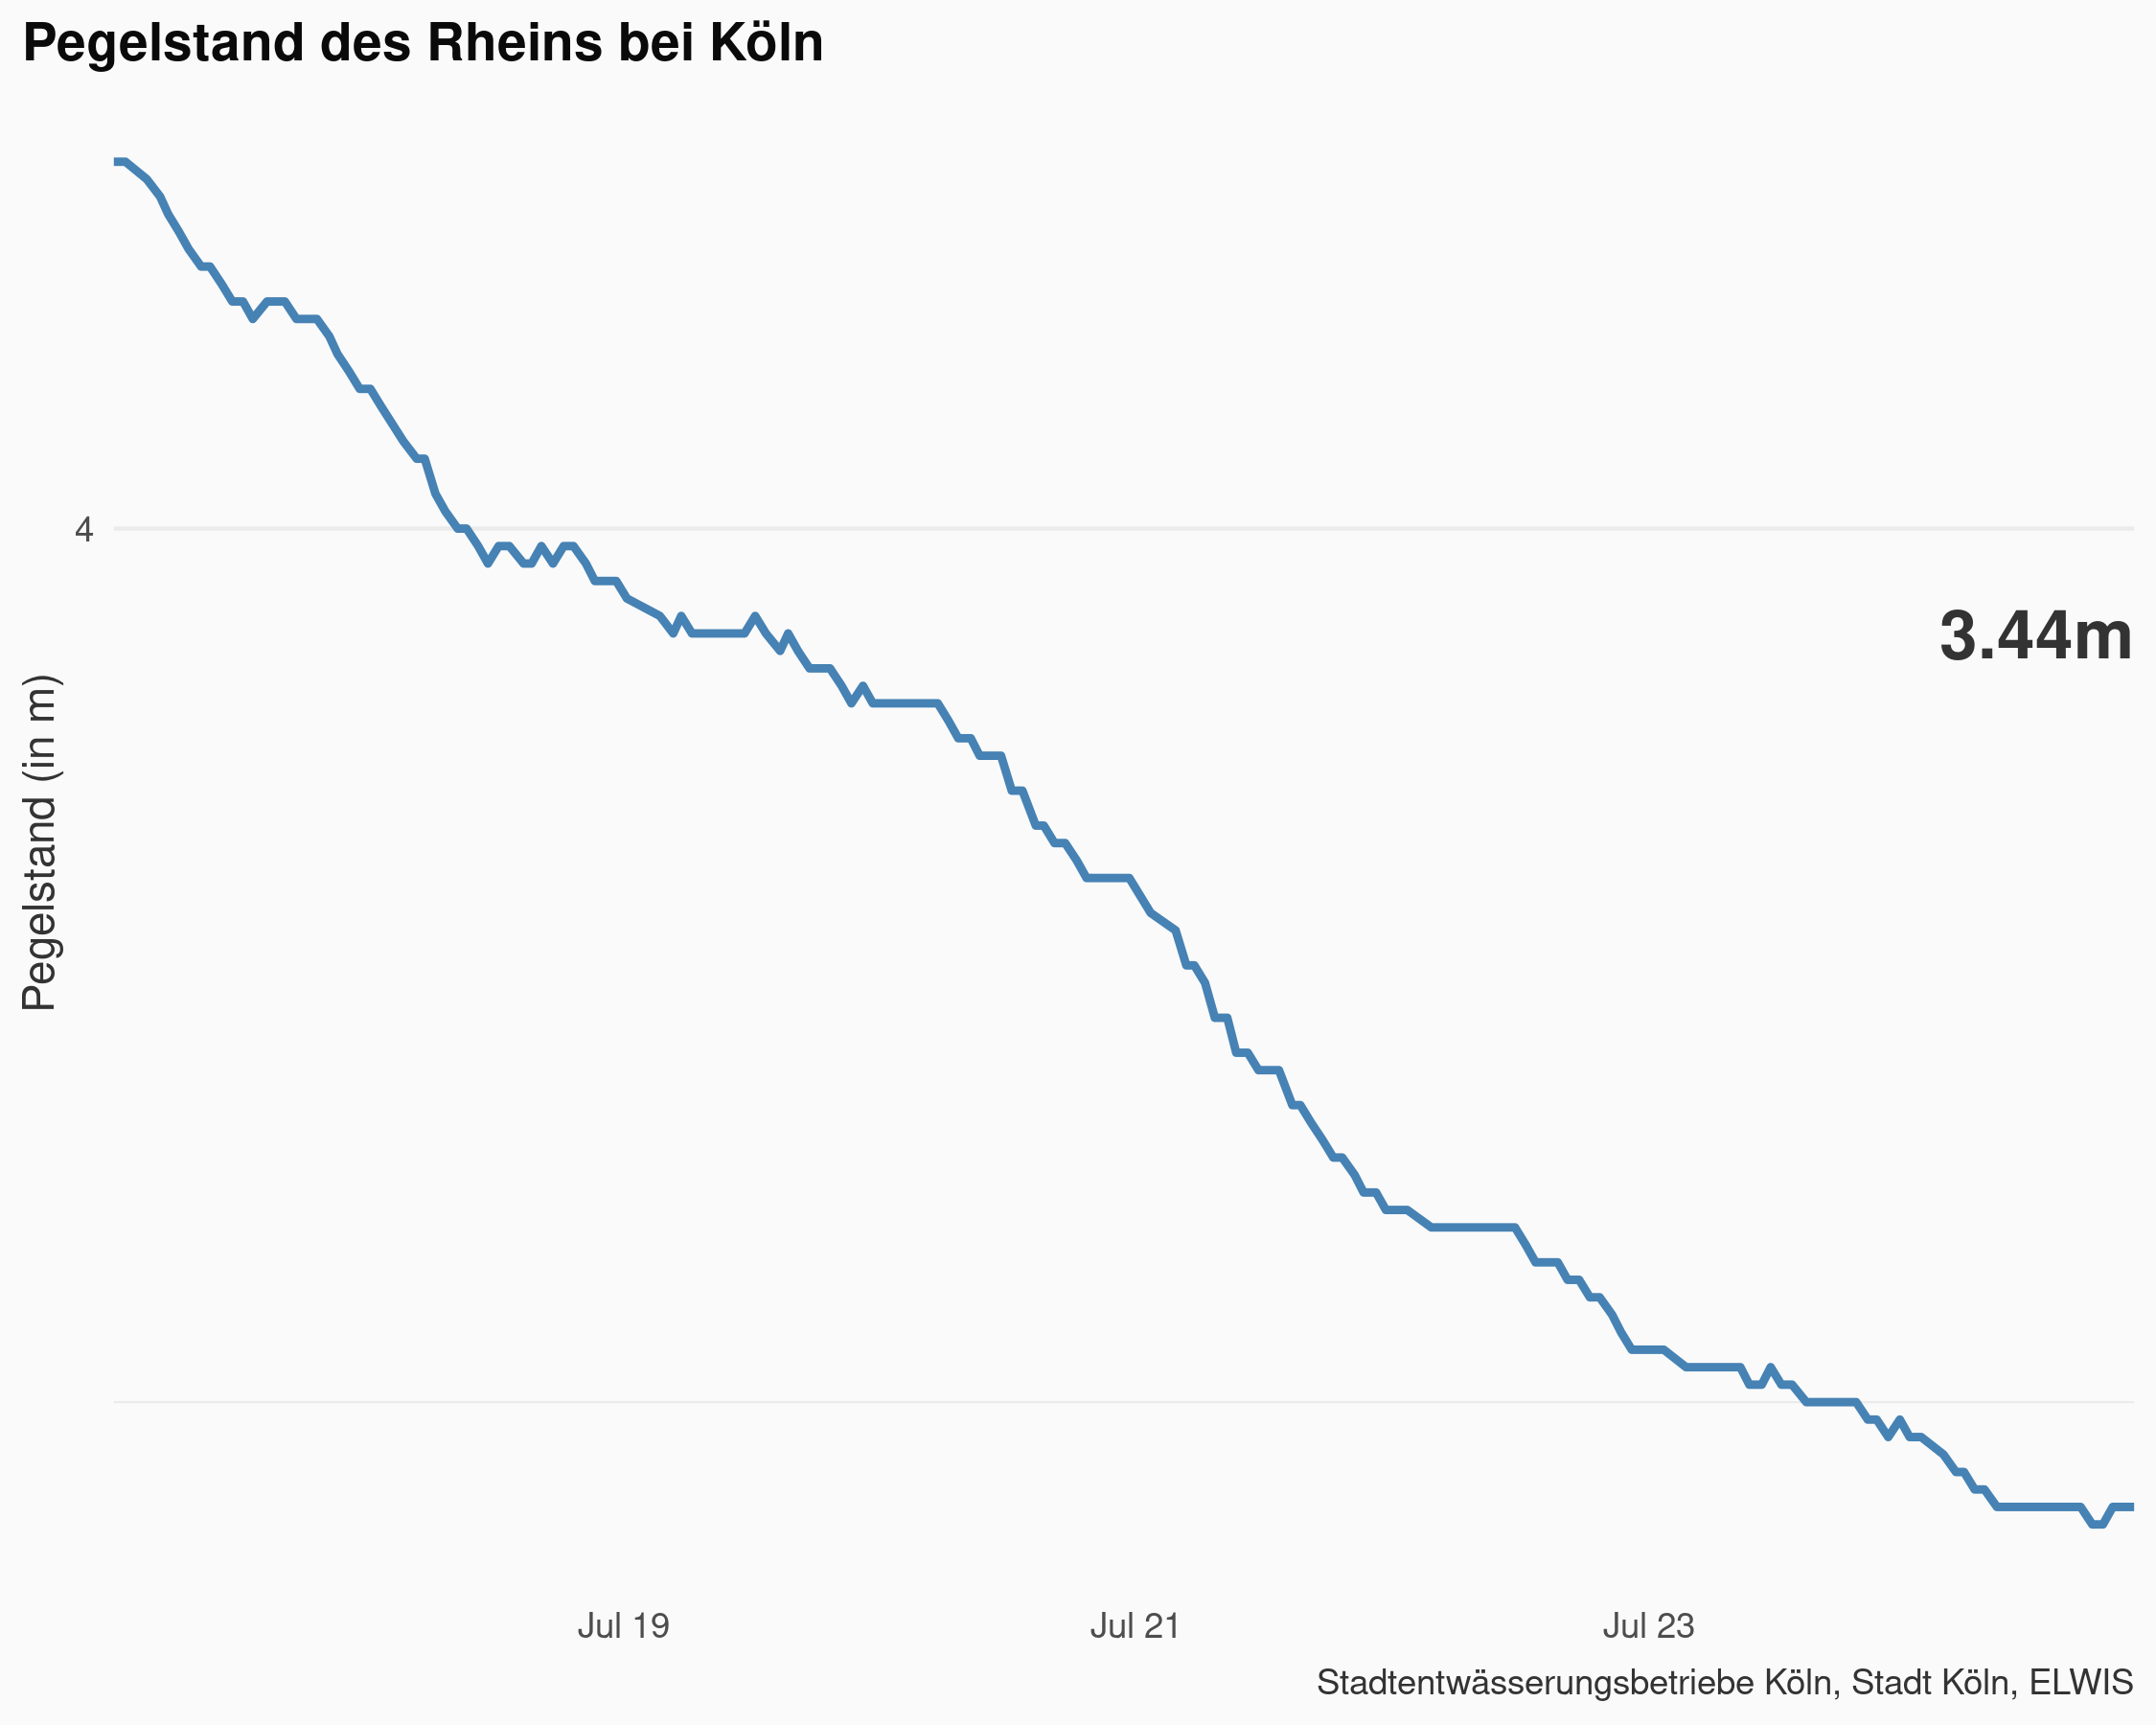 Pegelstand des Rheins bei Köln
4
3.44m
Pegelstand (in m)
Jul 19
Jul 21
Jul 23
Stadtentwässerungsbetriebe Köln, Stadt Köln, ELWIS